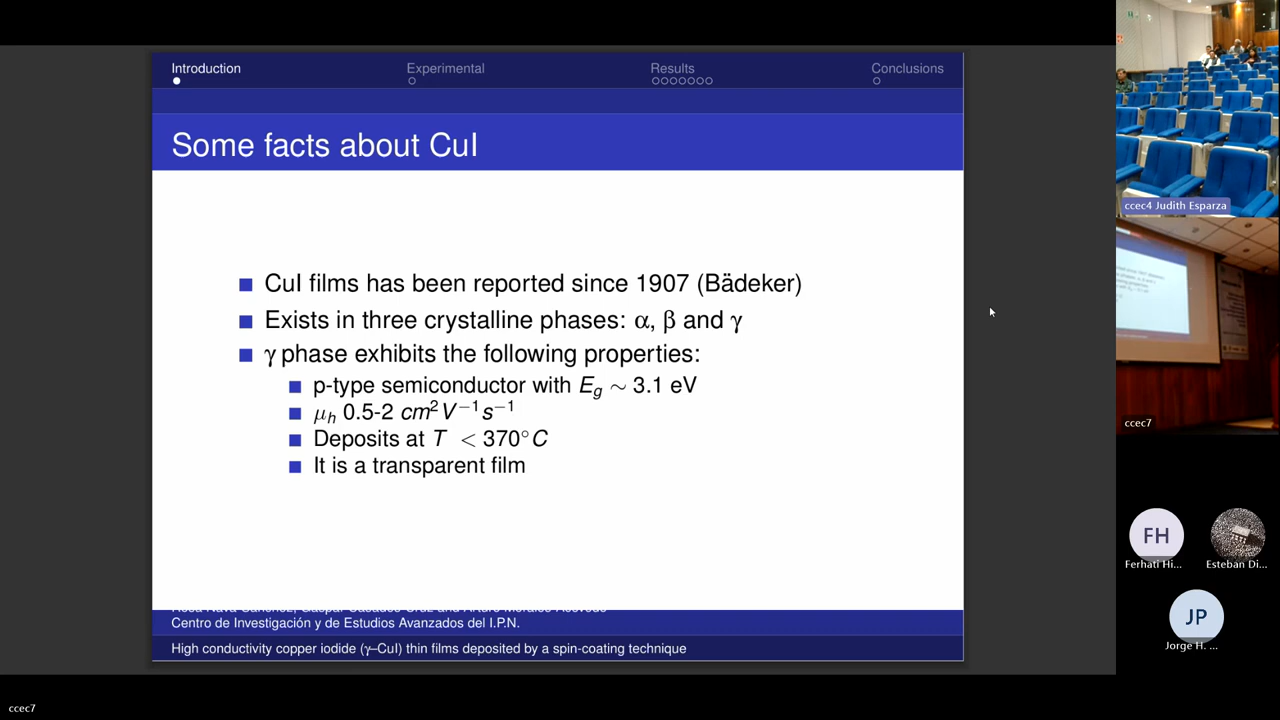 Introduction
Experimental
Results
Conclusions
Some facts about CuI
CuI films has been reported since 1907 (Bädeker)
Exists in three crystalline phases: α, β and γ
γ phase exhibits the following properties:
p-type semiconductor with E_g ∼ 3.1 eV
μ_h 0.5-2 cm²V⁻¹s⁻¹
Deposits at T < 370°C
It is a transparent film
Centro de Investigación y de Estudios Avanzados del I.P.N.
High conductivity copper iodide (γ–CuI) thin films deposited by a spin-coating technique
ccec7
ccec4 Judith Esparza
ccec7
FH
Ferhati Hi...
Esteban Di...
JP
Jorge H. ...